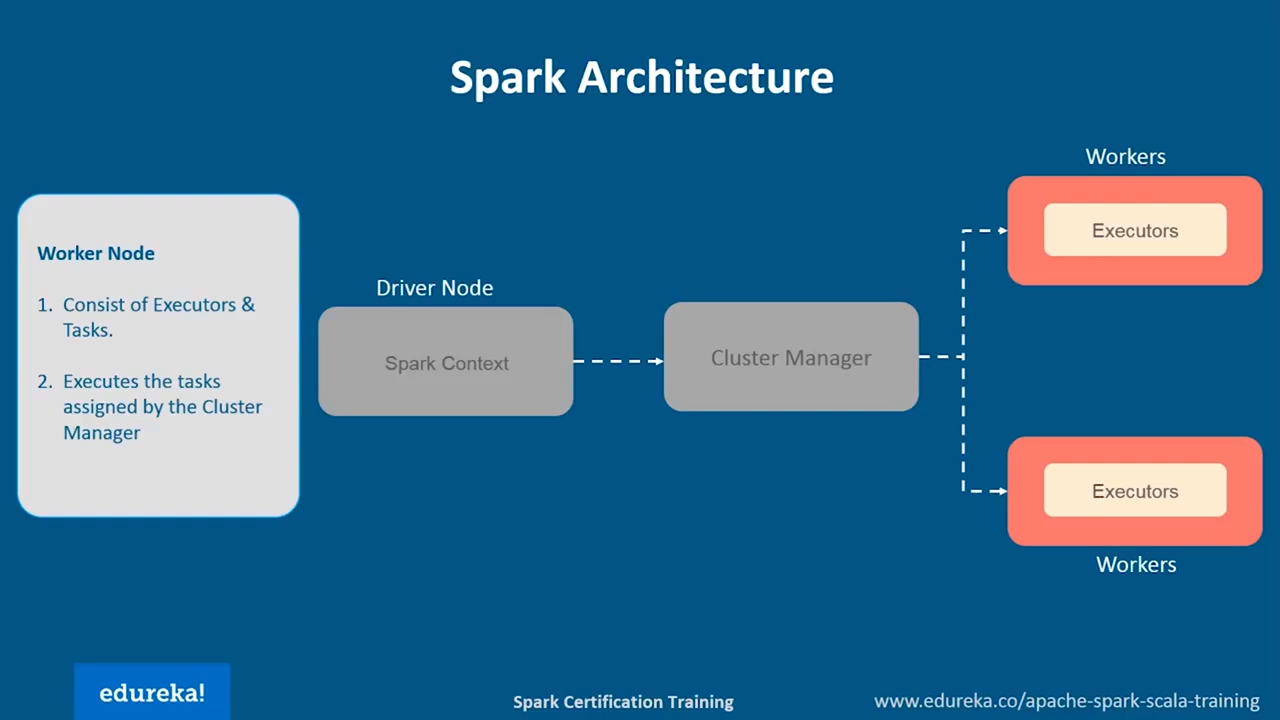 Spark Architecture
Workers
Executors
Worker Node
1. Consist of Executors &
Tasks.
2. Executes the tasks
assigned by the Cluster
Manager
Driver Node
Spark Context
Cluster Manager
Executors
Workers
edureka!
Spark Certification Training
www.edureka.co/apache-spark-scala-training